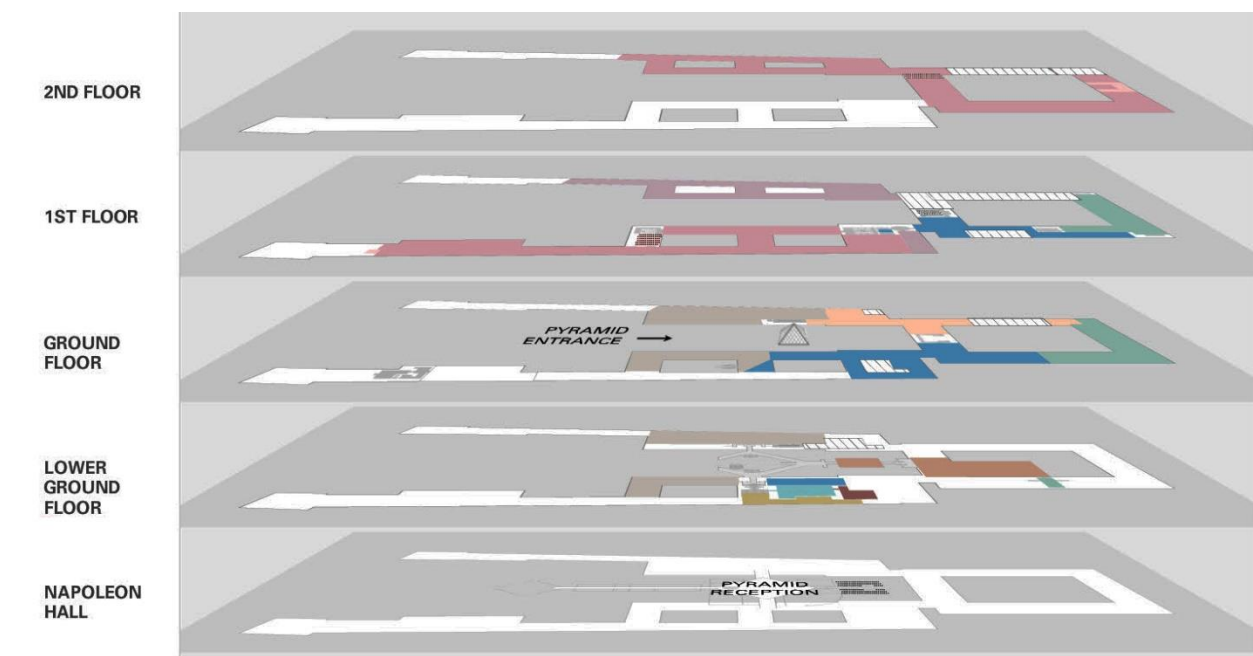 2ND FLOOR
1ST FLOOR
PYRAMID
ENTRANCE
GROUND
FLOOR
LOWER
GROUND
FLOOR
PYRAMID
RECEPTION
NAPOLEON
HALL